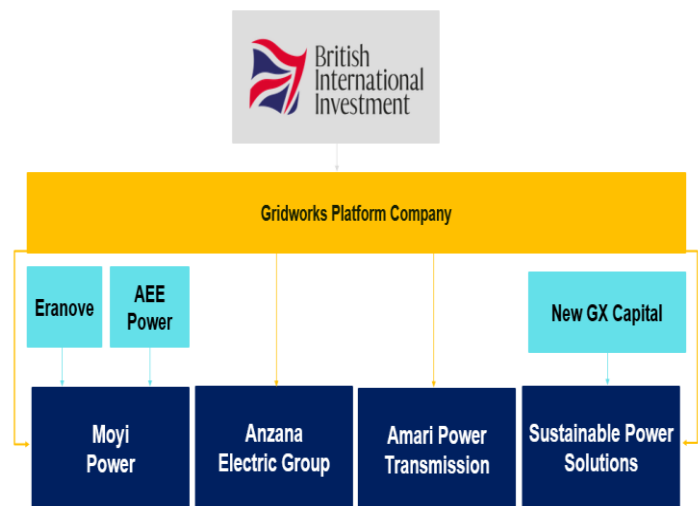 British
International
Investment
Gridworks Platform Company
Eranove
AEE
Power
New GX Capital
Moyi
Power
Anzana
Electric Group
Amari Power
Transmission
Sustainable Power
Solutions